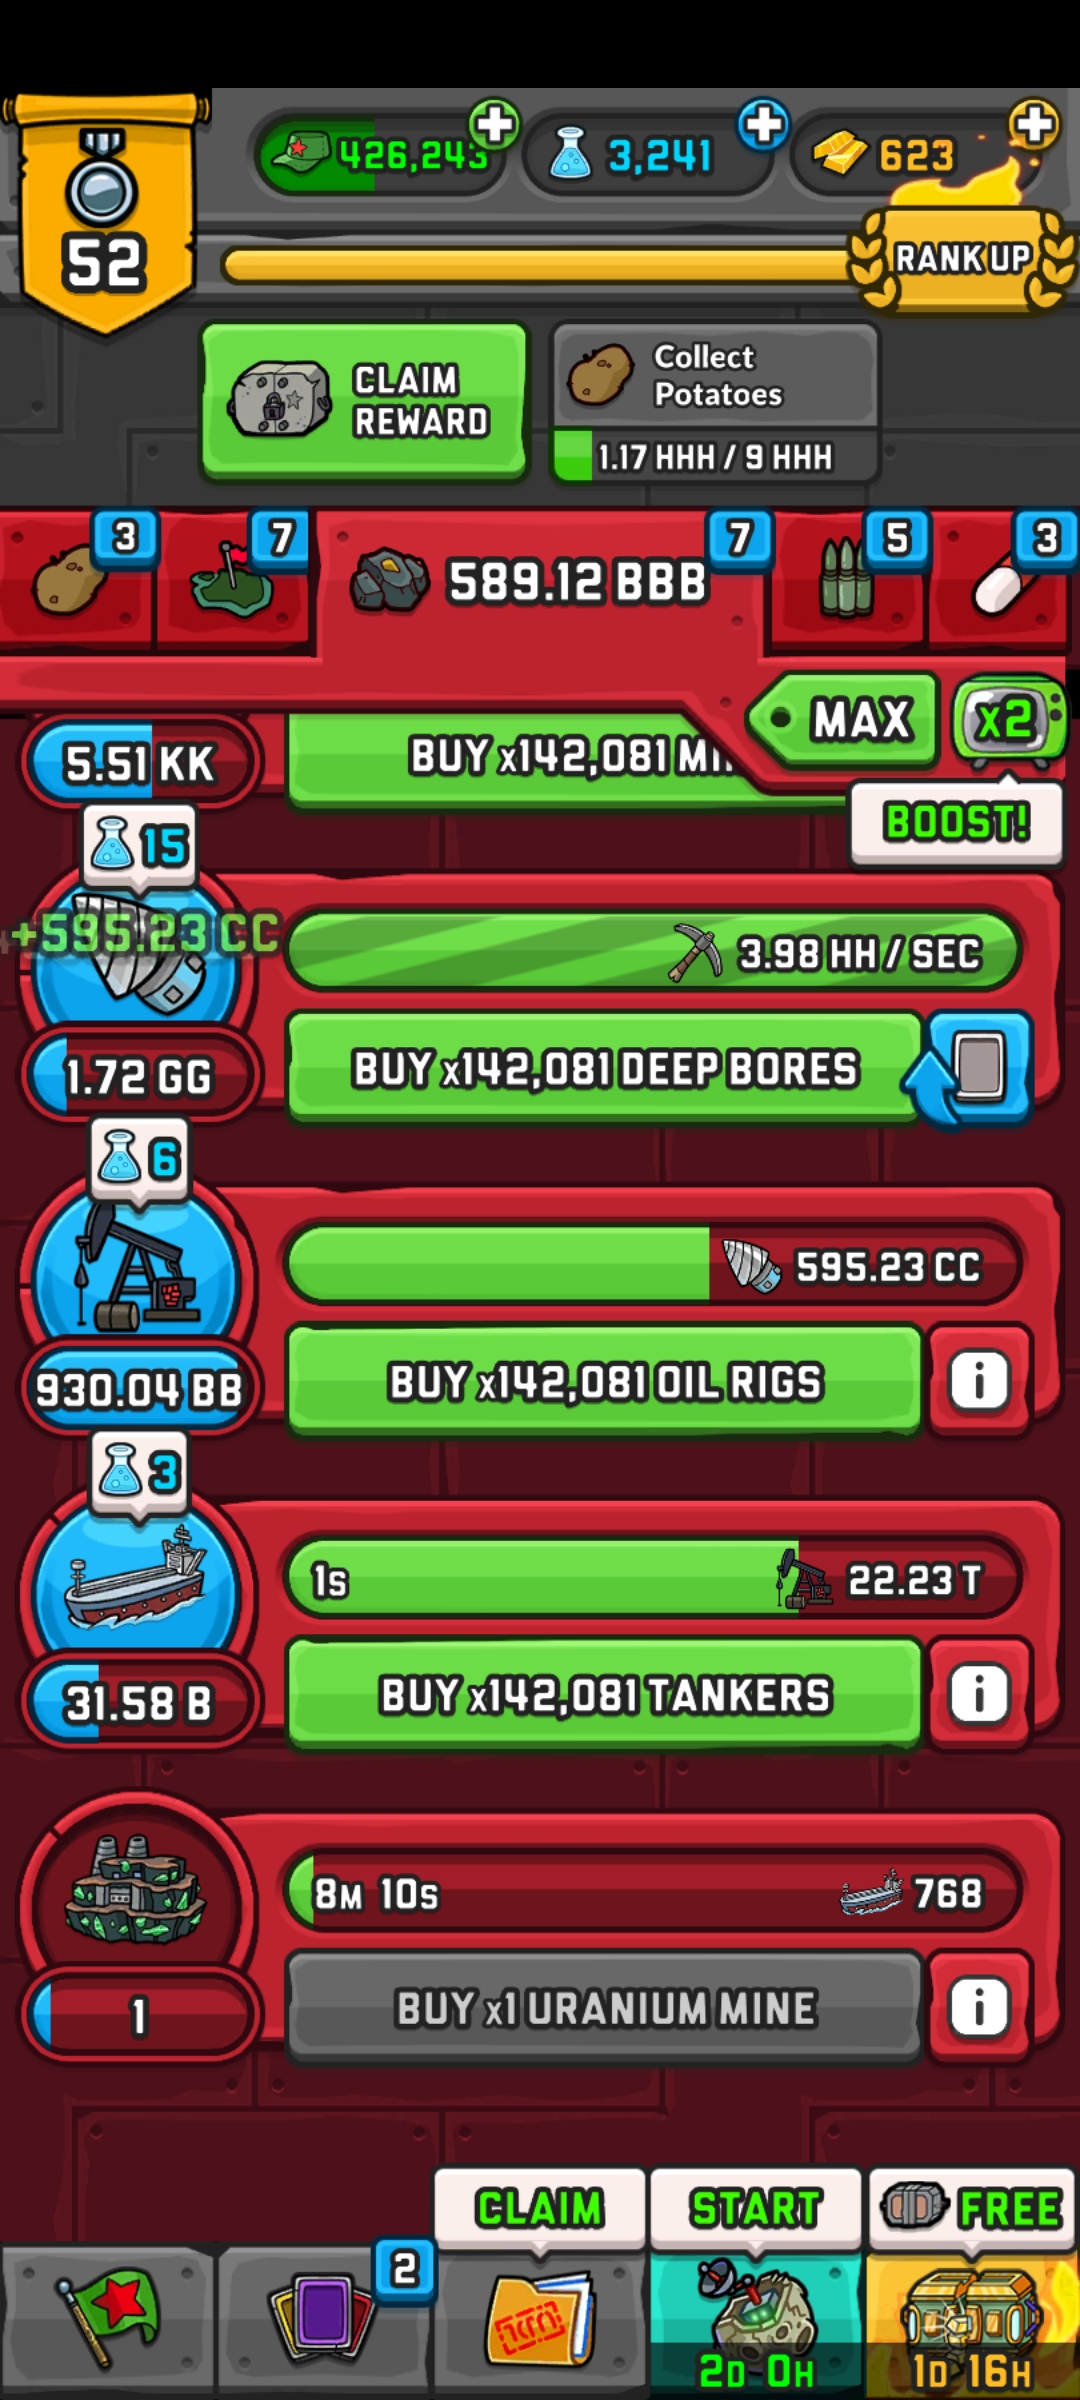 52
426,243
3,241
623
RANK UP
CLAIM
REWARD
Collect
Potatoes
1.17 HHH / 9 HHH
3
7
589.12 BBB
7
5
3
MAX
x2
BOOST!
5.51 KK
BUY x142,081
15
+595.23 CC
3.98 HH / SEC
1.72 GG
BUY x142,081 DEEP BORES
6
595.23 CC
930.04 BB
BUY x142,081 OIL RIGS
i
3
1s
22.23 T
31.58 B
BUY x142,081 TANKERS
i
8M 10s
768
1
BUY x1 URANIUM MINE
i
CLAIM
START
FREE
2
2D 0H
1D 16H